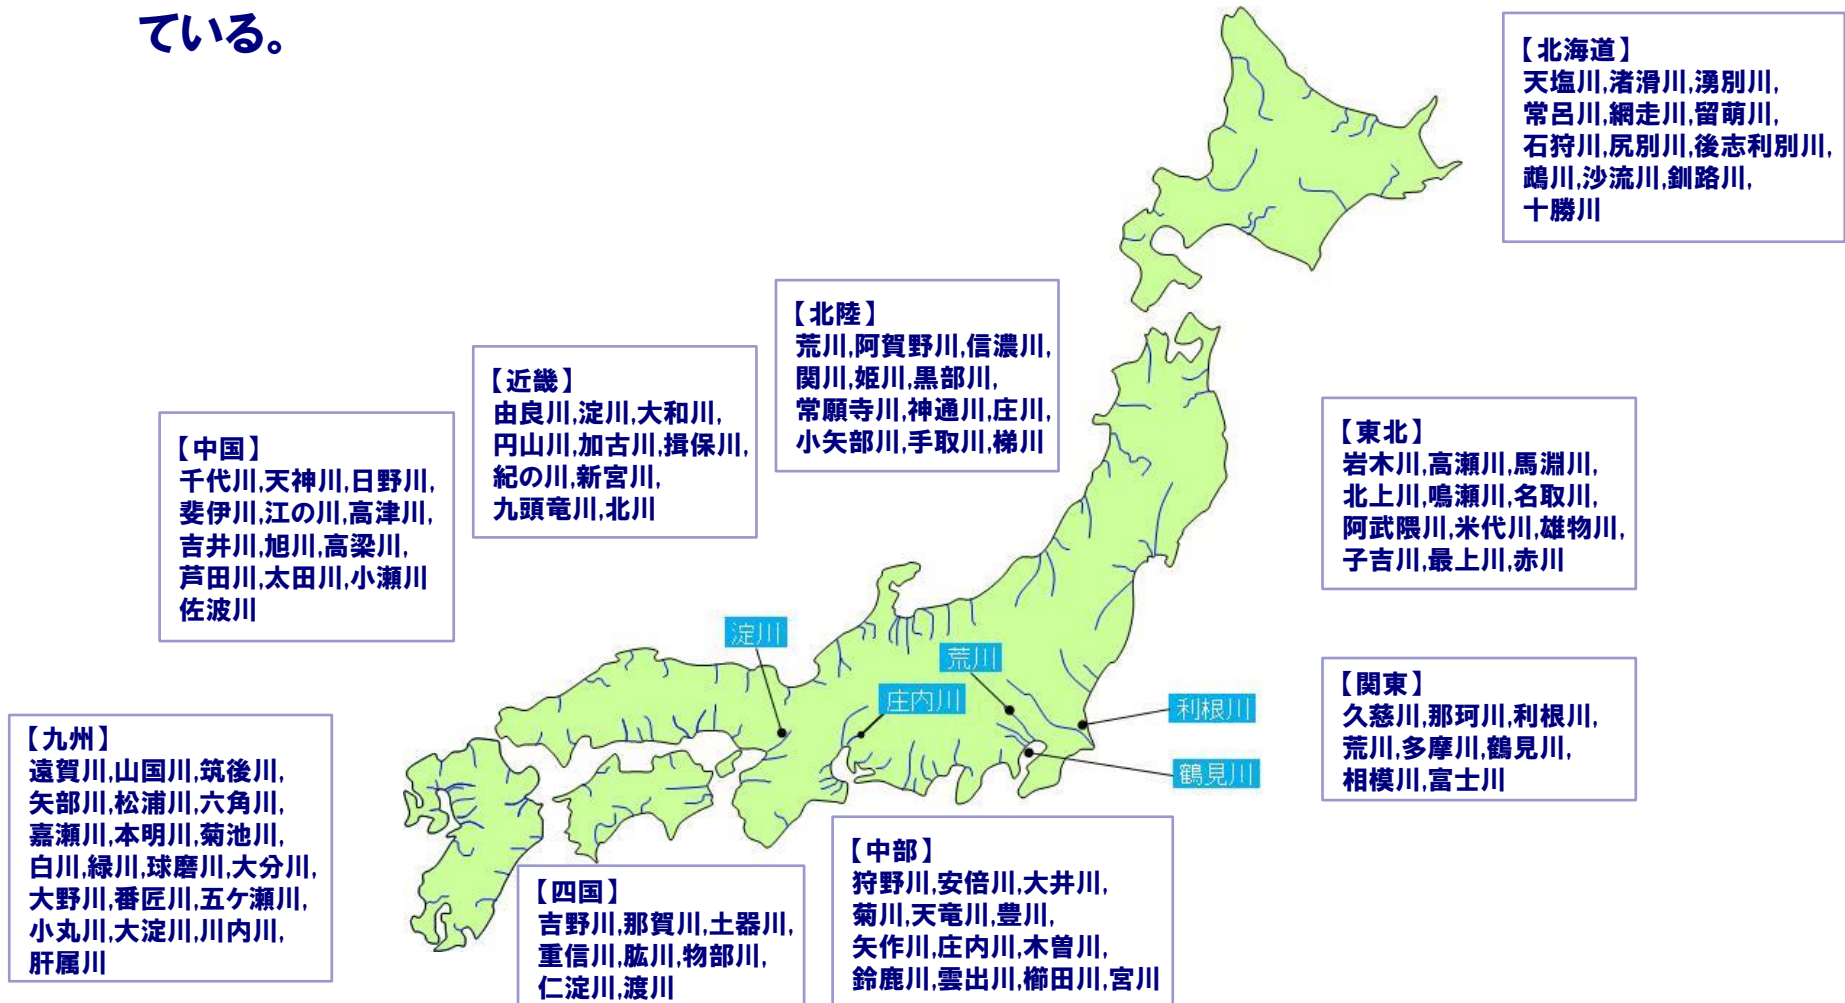 ている。
【北海道】
天塩川,渚滑川,湧別川,
常呂川,網走川,留萌川,
石狩川,尻別川,後志利別川,
鵡川,沙流川,釧路川,
十勝川
【北陸】
荒川,阿賀野川,信濃川,
関川,姫川,黒部川,
常願寺川,神通川,庄川,
小矢部川,手取川,梯川
【近畿】
由良川,淀川,大和川,
円山川,加古川,揖保川,
紀の川,新宮川,
九頭竜川,北川
【中国】
千代川,天神川,日野川,
斐伊川,江の川,高津川,
吉井川,旭川,高梁川,
芦田川,太田川,小瀬川
佐波川
【東北】
岩木川,高瀬川,馬淵川,
北上川,鳴瀬川,名取川,
阿武隈川,米代川,雄物川,
子吉川,最上川,赤川
淀川
荒川
庄内川
利根川
鶴見川
【関東】
久慈川,那珂川,利根川,
荒川,多摩川,鶴見川,
相模川,富士川
【九州】
遠賀川,山国川,筑後川,
矢部川,松浦川,六角川,
嘉瀬川,本明川,菊池川,
白川,緑川,球磨川,大分川,
大野川,番匠川,五ケ瀬川,
小丸川,大淀川,川内川,
肝属川
【四国】
吉野川,那賀川,土器川,
重信川,肱川,物部川,
仁淀川,渡川
【中部】
狩野川,安倍川,大井川,
菊川,天竜川,豊川,
矢作川,庄内川,木曽川,
鈴鹿川,雲出川,櫛田川,宮川